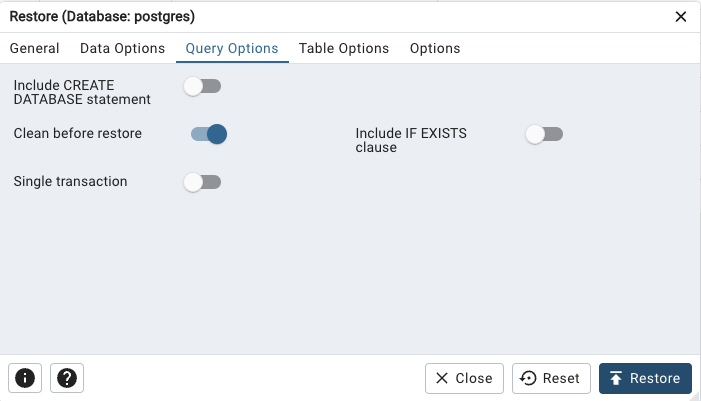 Restore (Database: postgres)
General Data Options Query Options Table Options Options
Include CREATE
DATABASE statement
Clean before restore
Include IF EXISTS
clause
Single transaction
Close Reset Restore